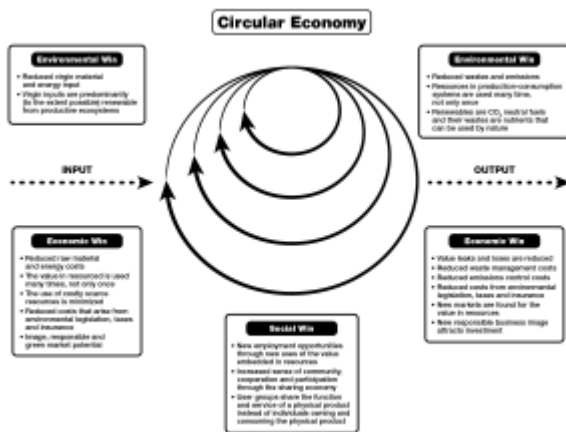 Circular Economy
Environmental Win
• Reduced virgin material
and energy input
• Virgin inputs are predominantly
(to the extent possible) renewable
from productive ecosystems
Environmental Win
• Reduced wastes and emissions
• Resources in production-consumption
systems are used many time,
not only once
• Renewables are CO₂ neutral fuels
and their wastes are nutrients that
can be used by nature
INPUT
OUTPUT
Economic Win
• Reduced raw material
and energy costs
• The value in resourced is used
many times, not only once
• The use of costly source
resources is minimized
• Reduced costs that arise from
environmental legislation, taxes
and insurance
• Image, responsible and
green market potential
Economic Win
• Value leaks and losses are reduced
• Reduced waste management costs
• Reduced emissions control costs
• Reduced costs from environmental
legislation, taxes and insurance
• New markets are found for the
value in resources
• New responsible business image
attracts investment
Social Win
• New employment opportunities
through new uses of the value
embedded in resources
• Increased sense of community,
cooperation and participation
through the sharing economy
• User groups share the function
and service of a physical product
instead of individuals owning and
consuming the physical product